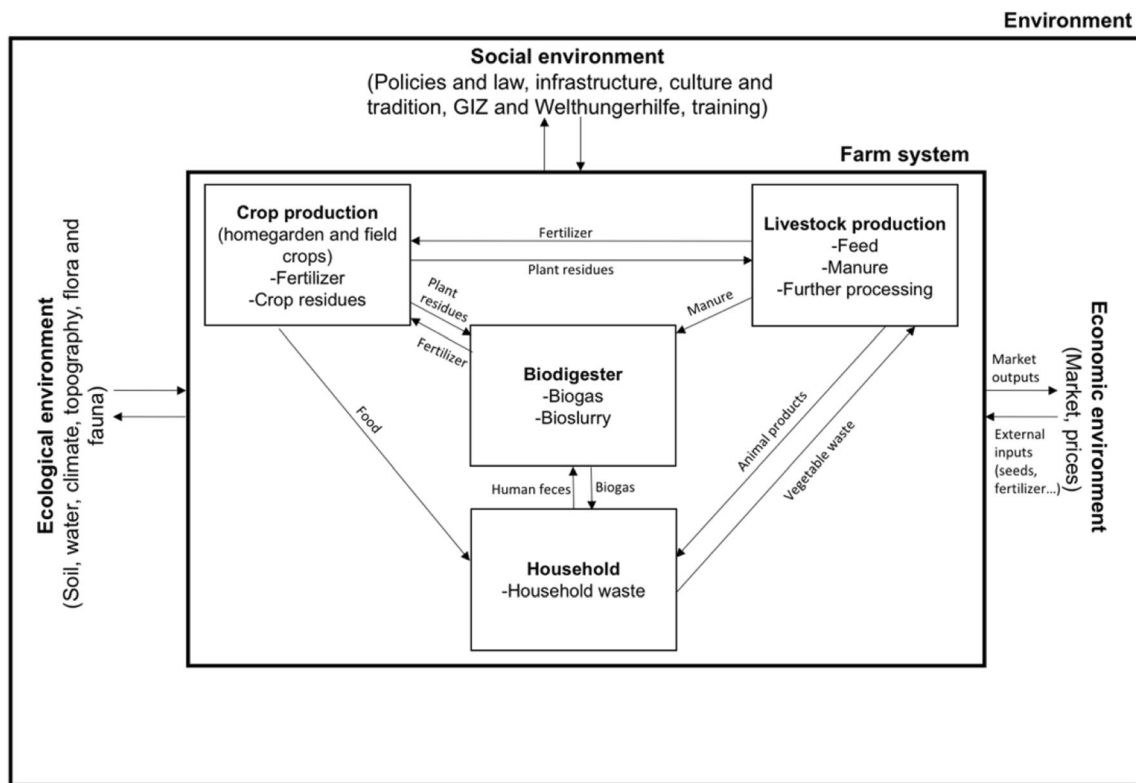 Environment
Social environment
(Policies and law, infrastructure, culture and
tradition, GIZ and Welthungerhilfe, training)
Farm system
Crop production
(homegarden and field
crops)
-Fertilizer
-Crop residues
Livestock production
-Feed
-Manure
-Further processing
Fertilizer
Plant residues
Plant
residues
Fertilizer
Manure
Biodigester
-Biogas
-Bioslurry
Food
Animal products
Vegetable waste
Human feces
Biogas
Household
-Household waste
Ecological environment
(Soil, water, climate, topography, flora and
fauna)
Market
outputs
External
inputs
(seeds,
fertilizer...)
Economic environment
(Market, prices)